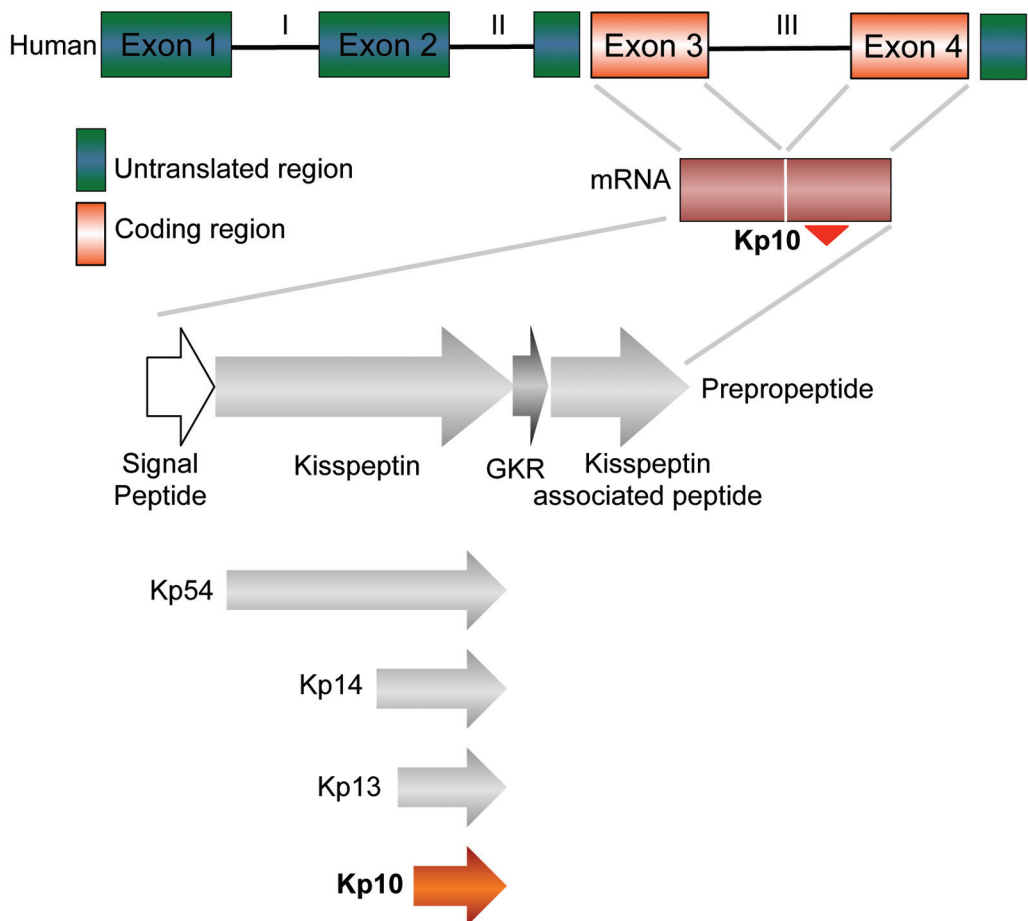 I II III
Human Exon 1 Exon 2 Exon 3 Exon 4
Untranslated region
mRNA
Coding region
Kp10
Prepropeptide
Signal
Peptide
Kisspeptin
GKR
Kisspeptin
associated peptide
Kp54
Kp14
Kp13
Kp10